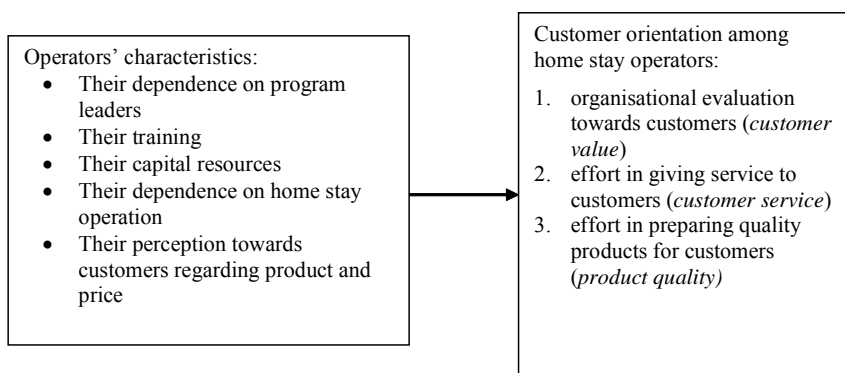 Operators' characteristics:
• Their dependence on program
leaders
• Their training
• Their capital resources
• Their dependence on home stay
operation
• Their perception towards
customers regarding product and
price
Customer orientation among
home stay operators:
1. organisational evaluation
towards customers (customer
value)
2. effort in giving service to
customers (customer service)
3. effort in preparing quality
products for customers
(product quality)